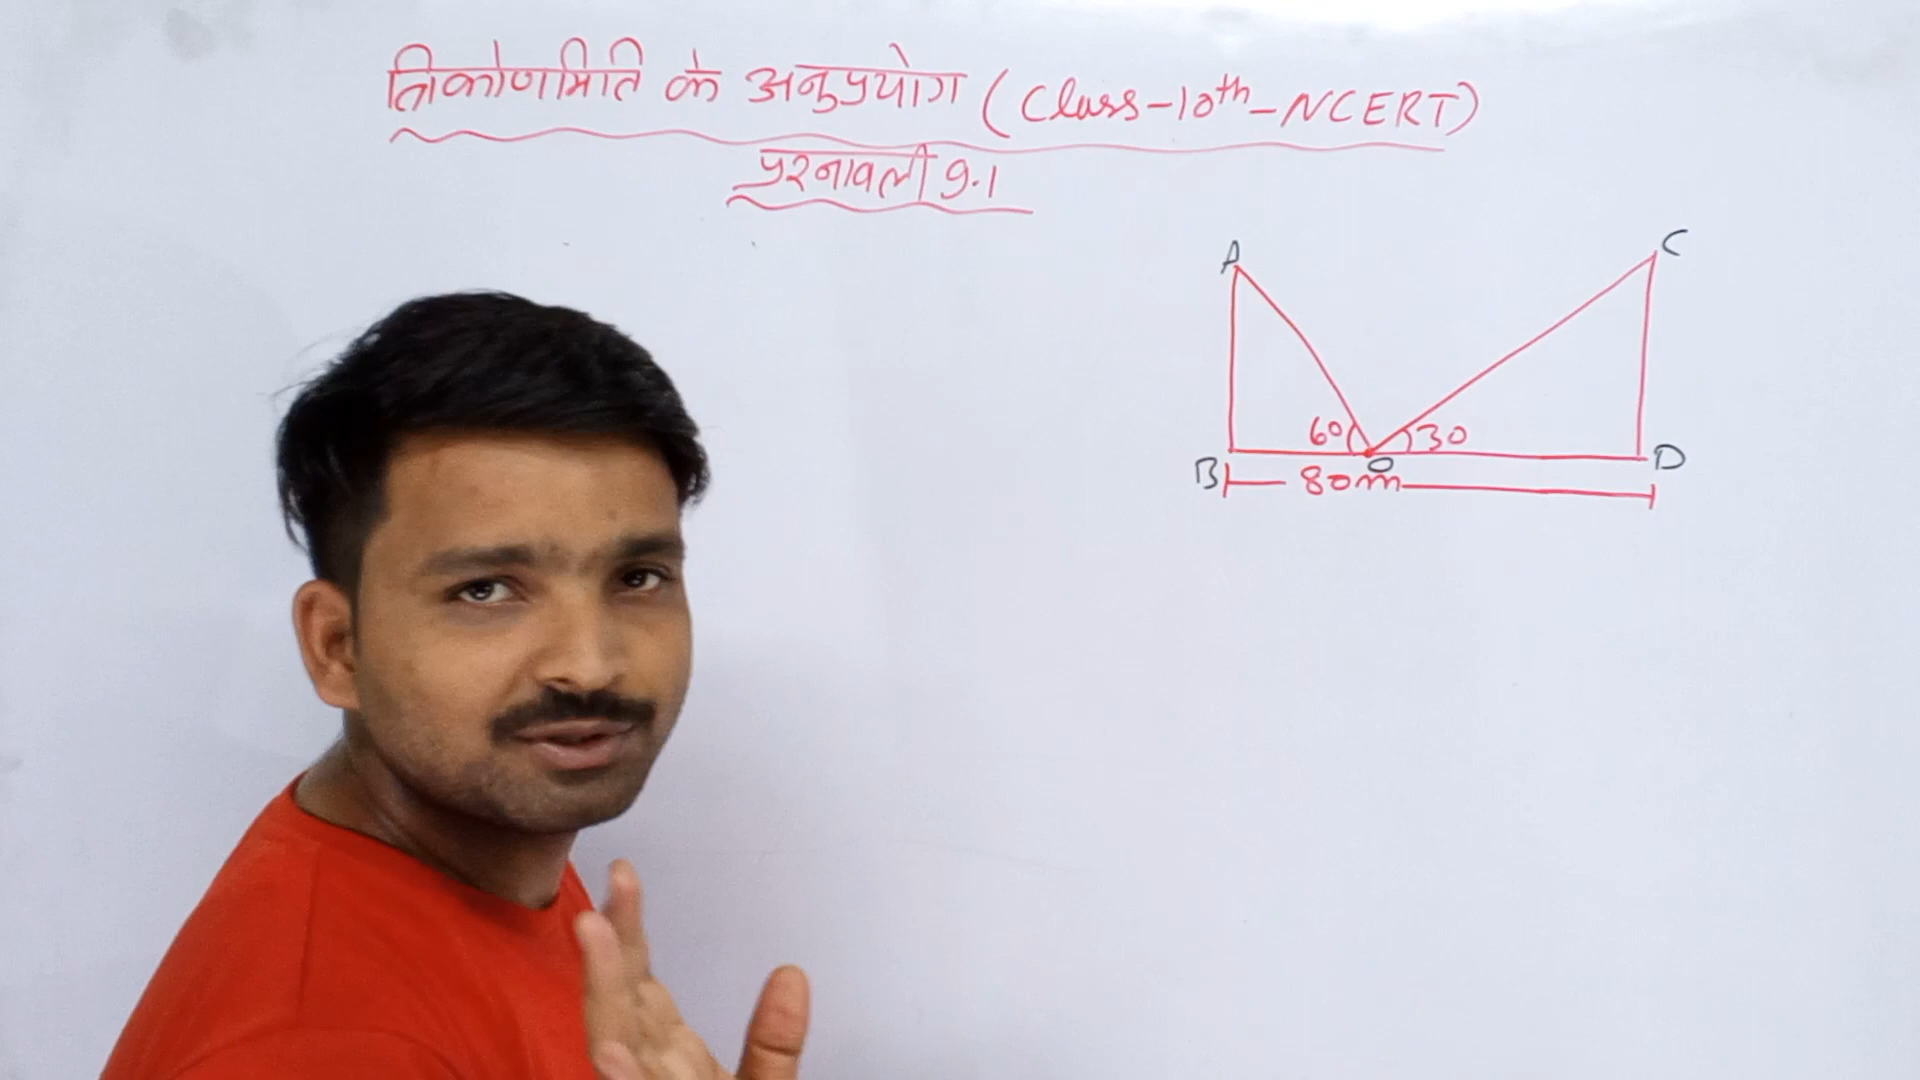 त्रिकोणमिति के अनुप्रयोग (Class-10th-NCERT)
प्रश्नावली 9.1
A
C
60
30
B
O
D
80m